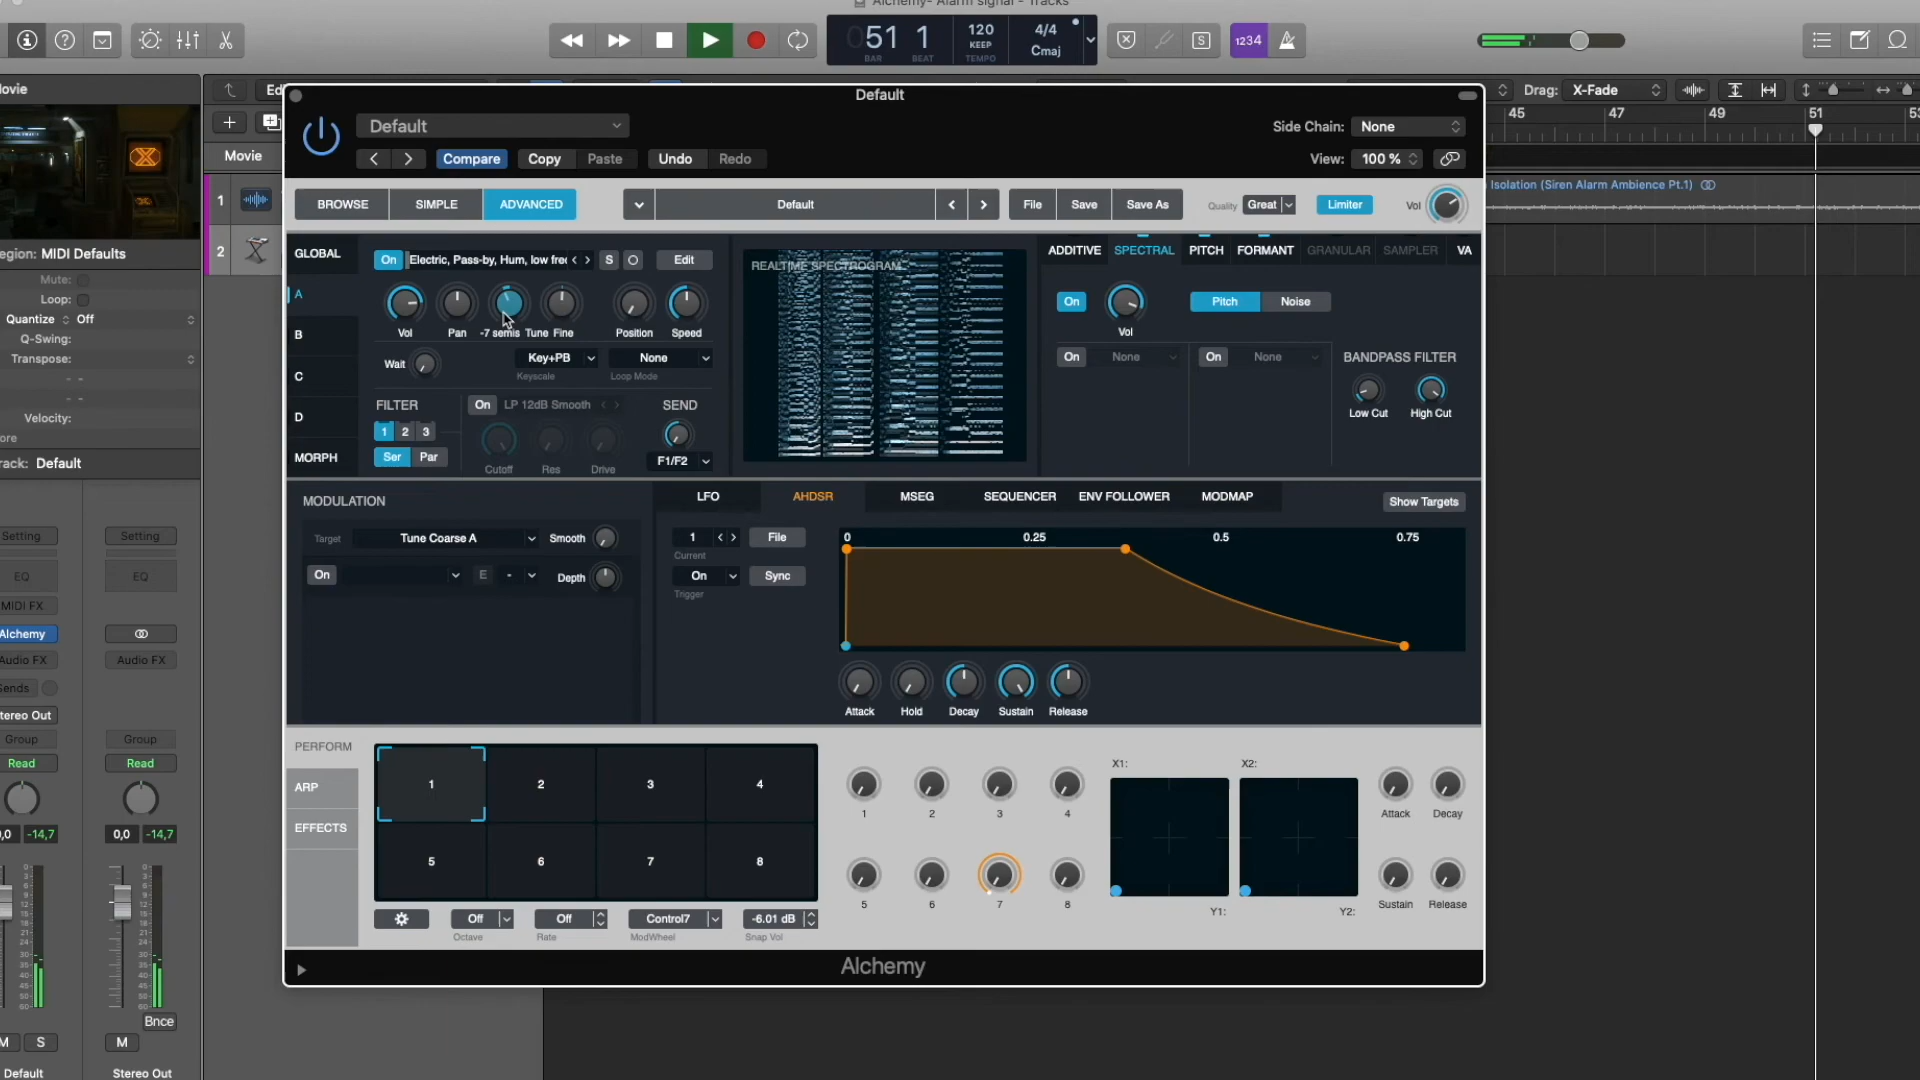 Alchemy- Alarm signal - Tracks
51 1
BAR BEAT
120
KEEP
TEMPO
4/4
Cmaj
1234
Movie
Drag: X-Fade
45 47 49 51 53
Default
Default
Side Chain: None
Compare Copy Paste Undo Redo
View: 100 %
Movie
1
2
Isolation (Siren Alarm Ambience Pt.1)
BROWSE SIMPLE ADVANCED
Default
File Save Save As
Quality Great Limiter Vol
GLOBAL
A
B
C
D
MORPH
On Electric, Pass-by, Hum, low fre S Edit
Vol Pan -7 semis Tune Fine Position Speed
Wait Key+PB None
Keyscale Loop Mode
FILTER On LP 12dB Smooth SEND
1 2 3
Ser Par
Cutoff Res Drive F1/F2
REALTIME SPECTROGRAM
ADDITIVE SPECTRAL PITCH FORMANT GRANULAR SAMPLER VA
On Vol Pitch Noise
On None On None
BANDPASS FILTER
Low Cut High Cut
Region: MIDI Defaults
Mute:
Loop:
Quantize Off
Q-Swing:
Transpose:
Velocity:
Track: Default
MODULATION
Target Tune Coarse A Smooth
On E - Depth
LFO AHDSR MSEG SEQUENCER ENV FOLLOWER MODMAP
Show Targets
1 File
Current
On Sync
Trigger
0 0.25 0.5 0.75
Attack Hold Decay Sustain Release
Setting Setting
EQ EQ
MIDI FX
Alchemy
Audio FX Audio FX
Sends
Stereo Out
Group Group
Read Read
0,0 -14,7 0,0 -14,7
Bnce
M S M
Default Stereo Out
PERFORM
ARP
EFFECTS
1 2 3 4
5 6 7 8
Off Off Control7 -6.01 dB
Octave Rate ModWheel Snap Vol
1 2 3 4
5 6 7 8
X1: X2:
Y1: Y2:
Attack Decay
Sustain Release
Alchemy